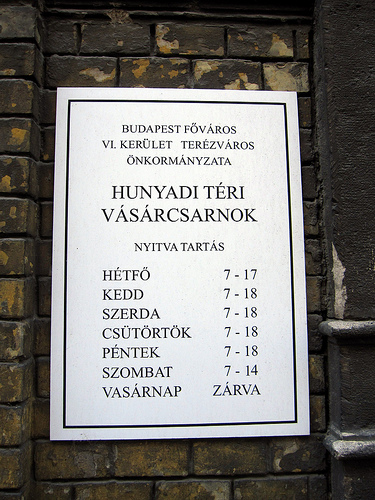 BUDAPEST FŐVÁROS
VI. KERÜLET TERÉZVÁROS
ÖNKORMÁNYZATA
HUNYADI TÉRI
VÁSÁRCSARNOK
NYITVA TARTÁS
HÉTFŐ 7 - 17
KEDD 7 - 18
SZERDA 7 - 18
CSÜTÖRTÖK 7 - 18
PÉNTEK 7 - 18
SZOMBAT 7 - 14
VASÁRNAP ZÁRVA